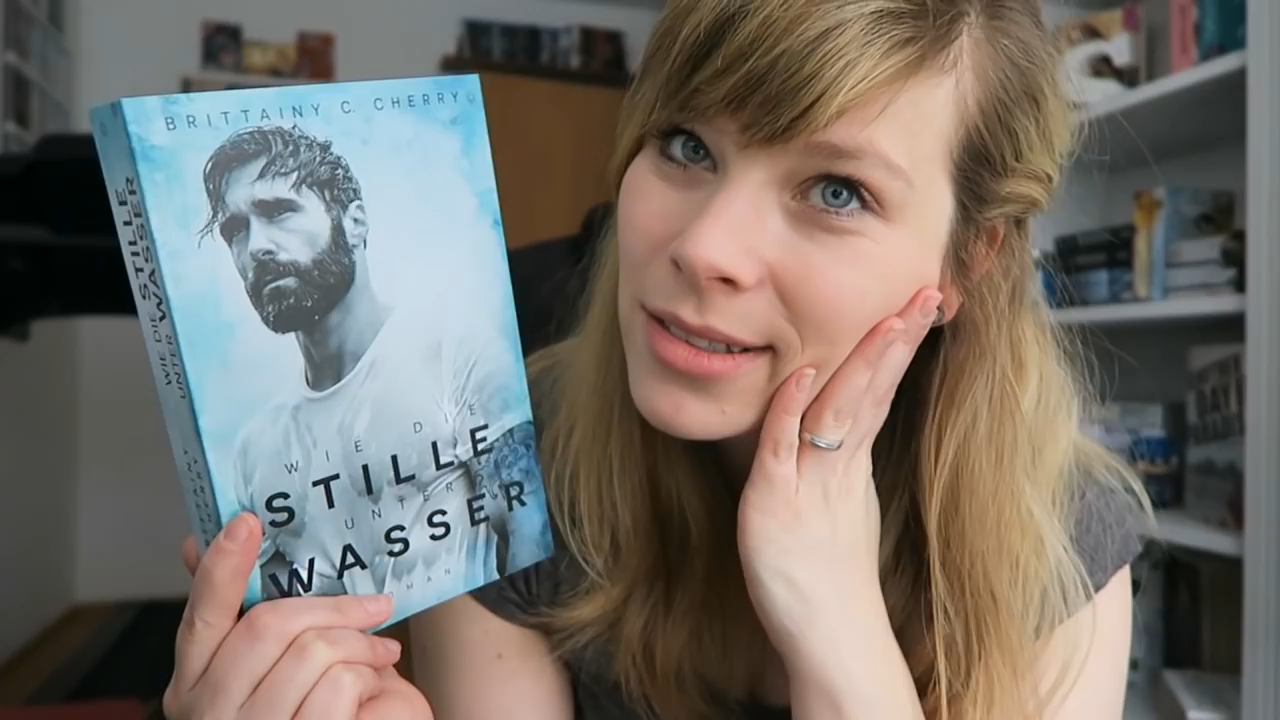 BRITTAINY C. CHERRY
WIE DIE
STILLE
UNTER
WASSER
WIE DIE STILLE
UNTER WASSER